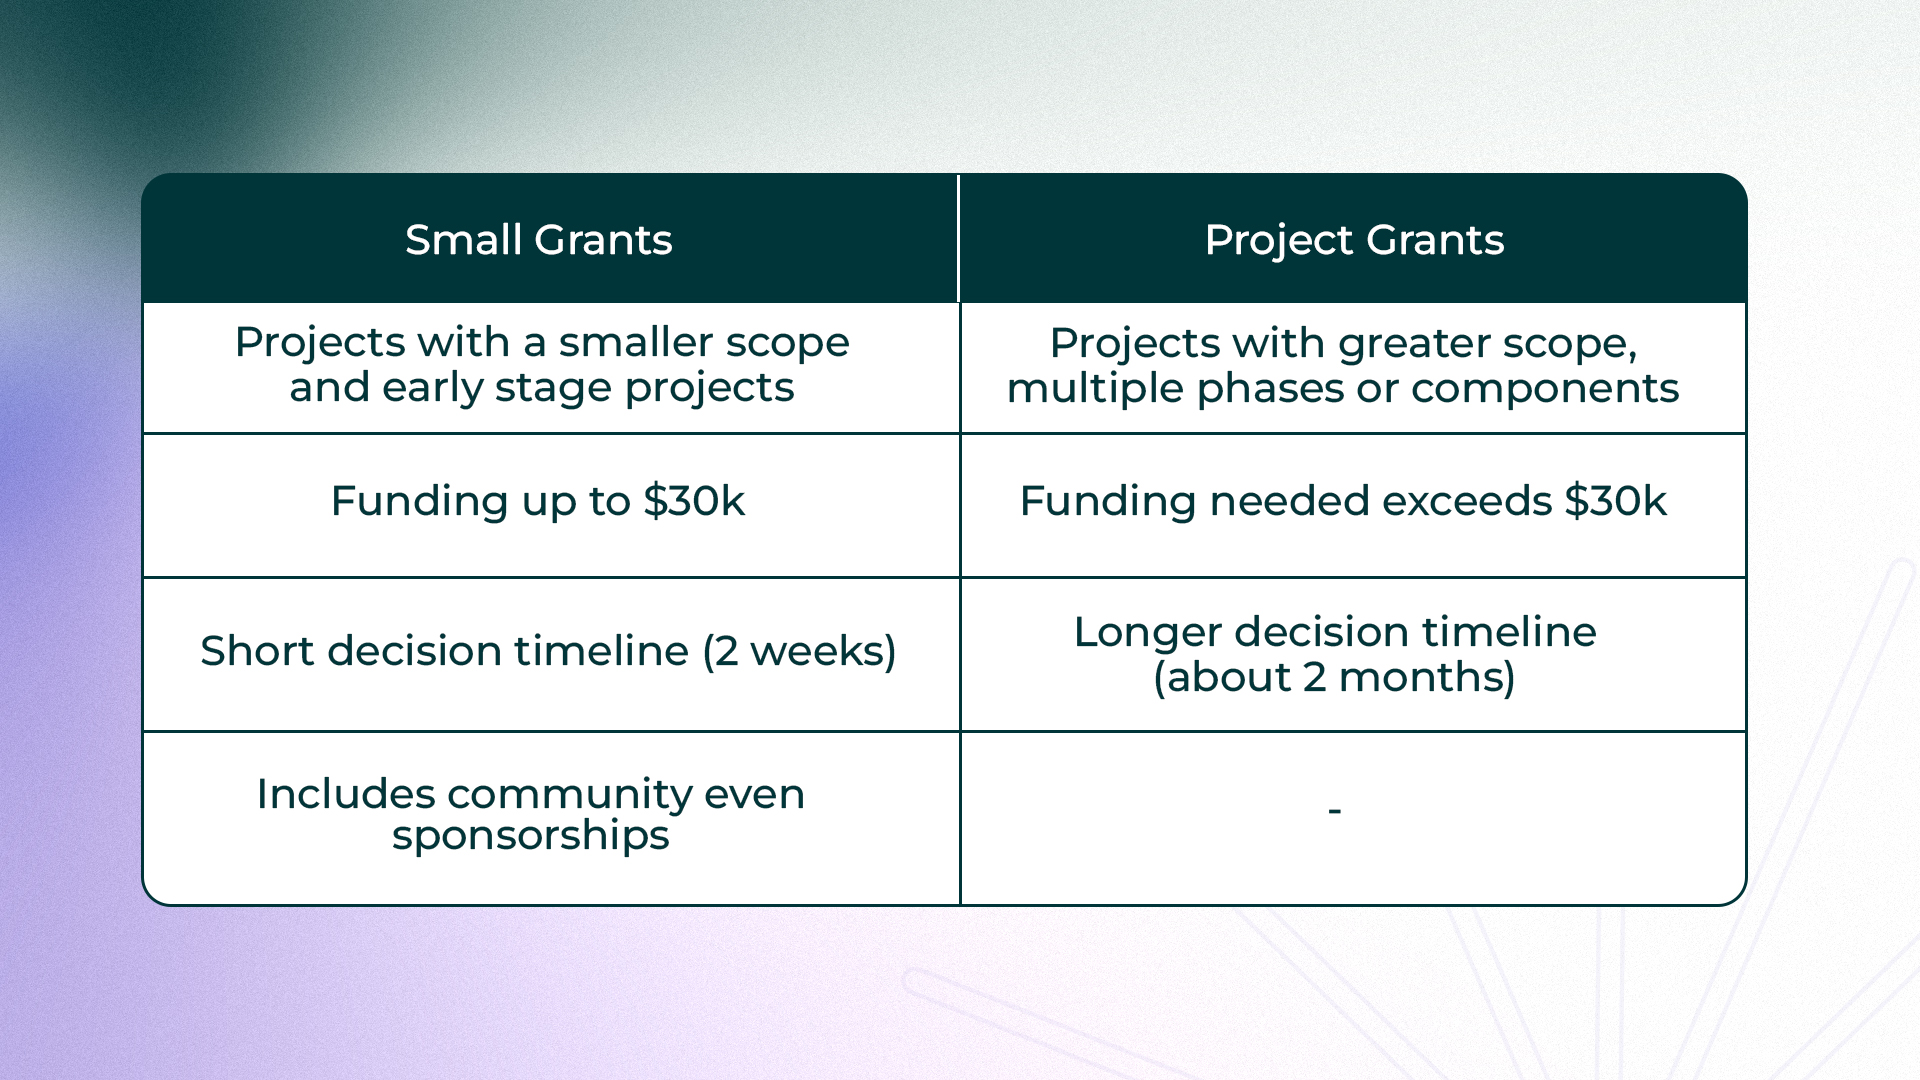 Small Grants
Project Grants
Projects with a smaller scope
and early stage projects
Projects with greater scope,
multiple phases or components
Funding up to $30k
Funding needed exceeds $30k
Short decision timeline (2 weeks)
Longer decision timeline
(about 2 months)
Includes community even
sponsorships
-